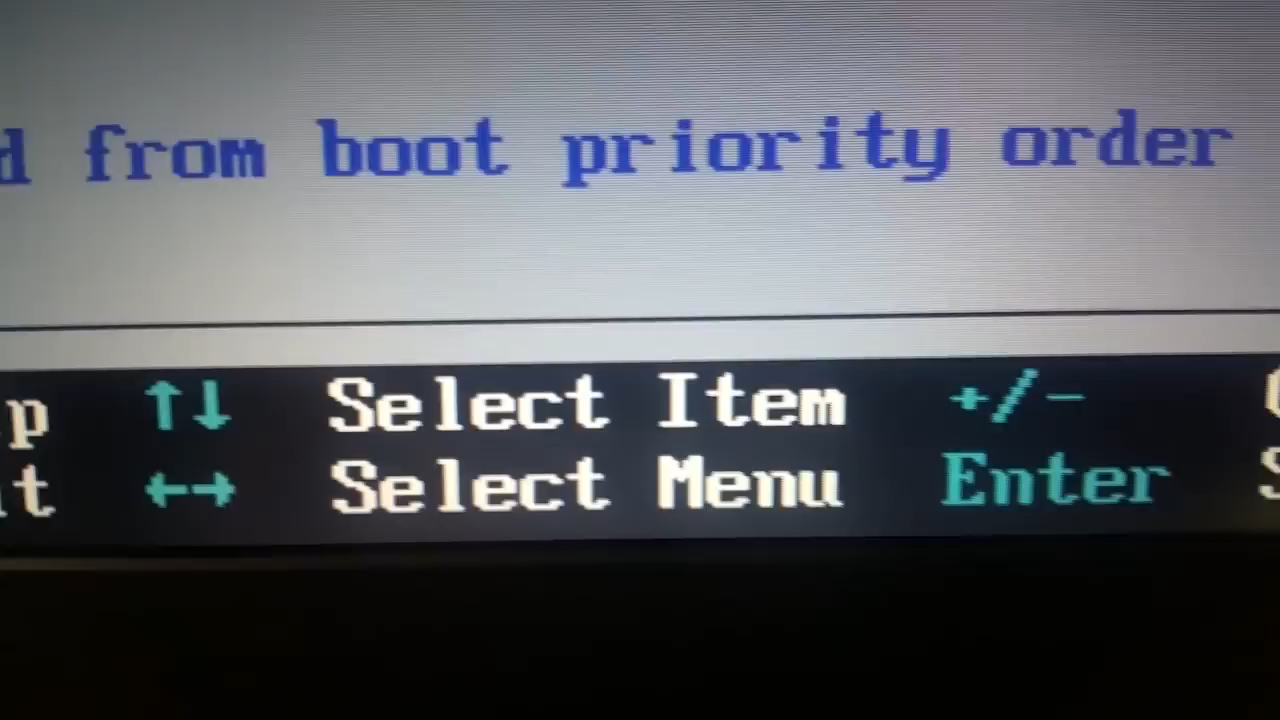 from boot priority order
↑↓ Select Item +/-
←→ Select Menu Enter